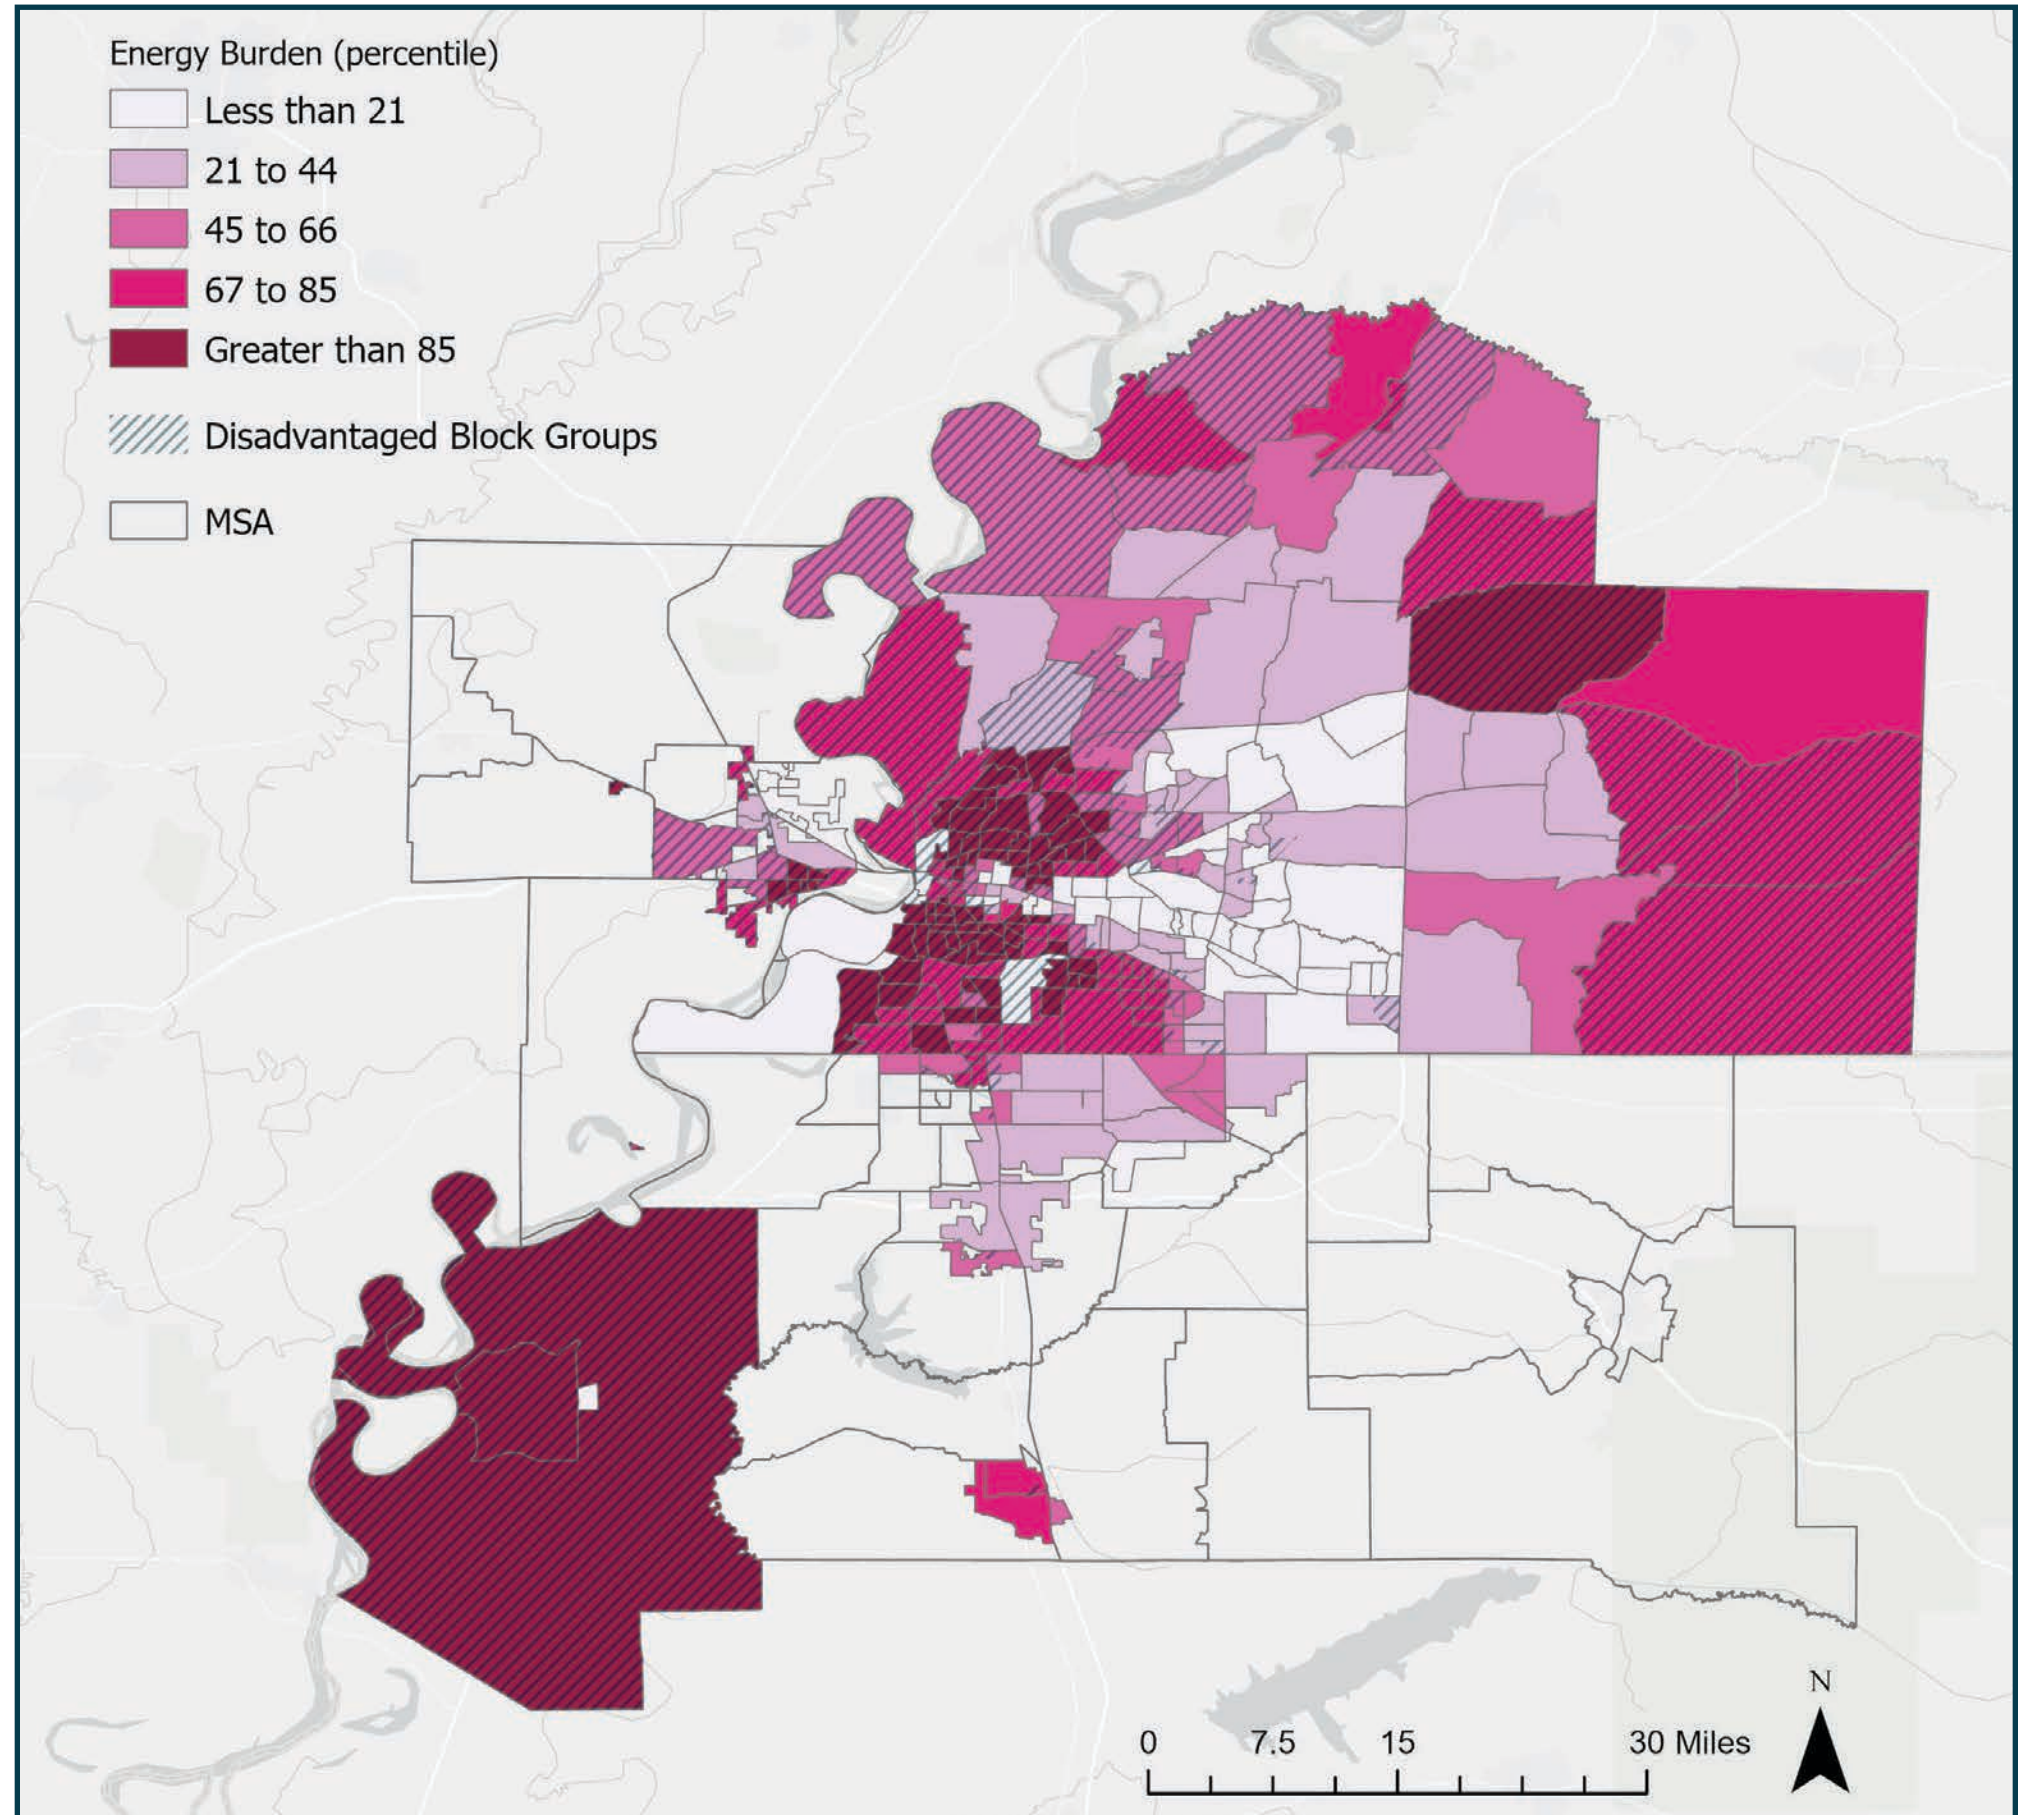 Energy Burden (percentile)
Less than 21
21 to 44
45 to 66
67 to 85
Greater than 85
Disadvantaged Block Groups
MSA
N
0 7.5 15 30 Miles